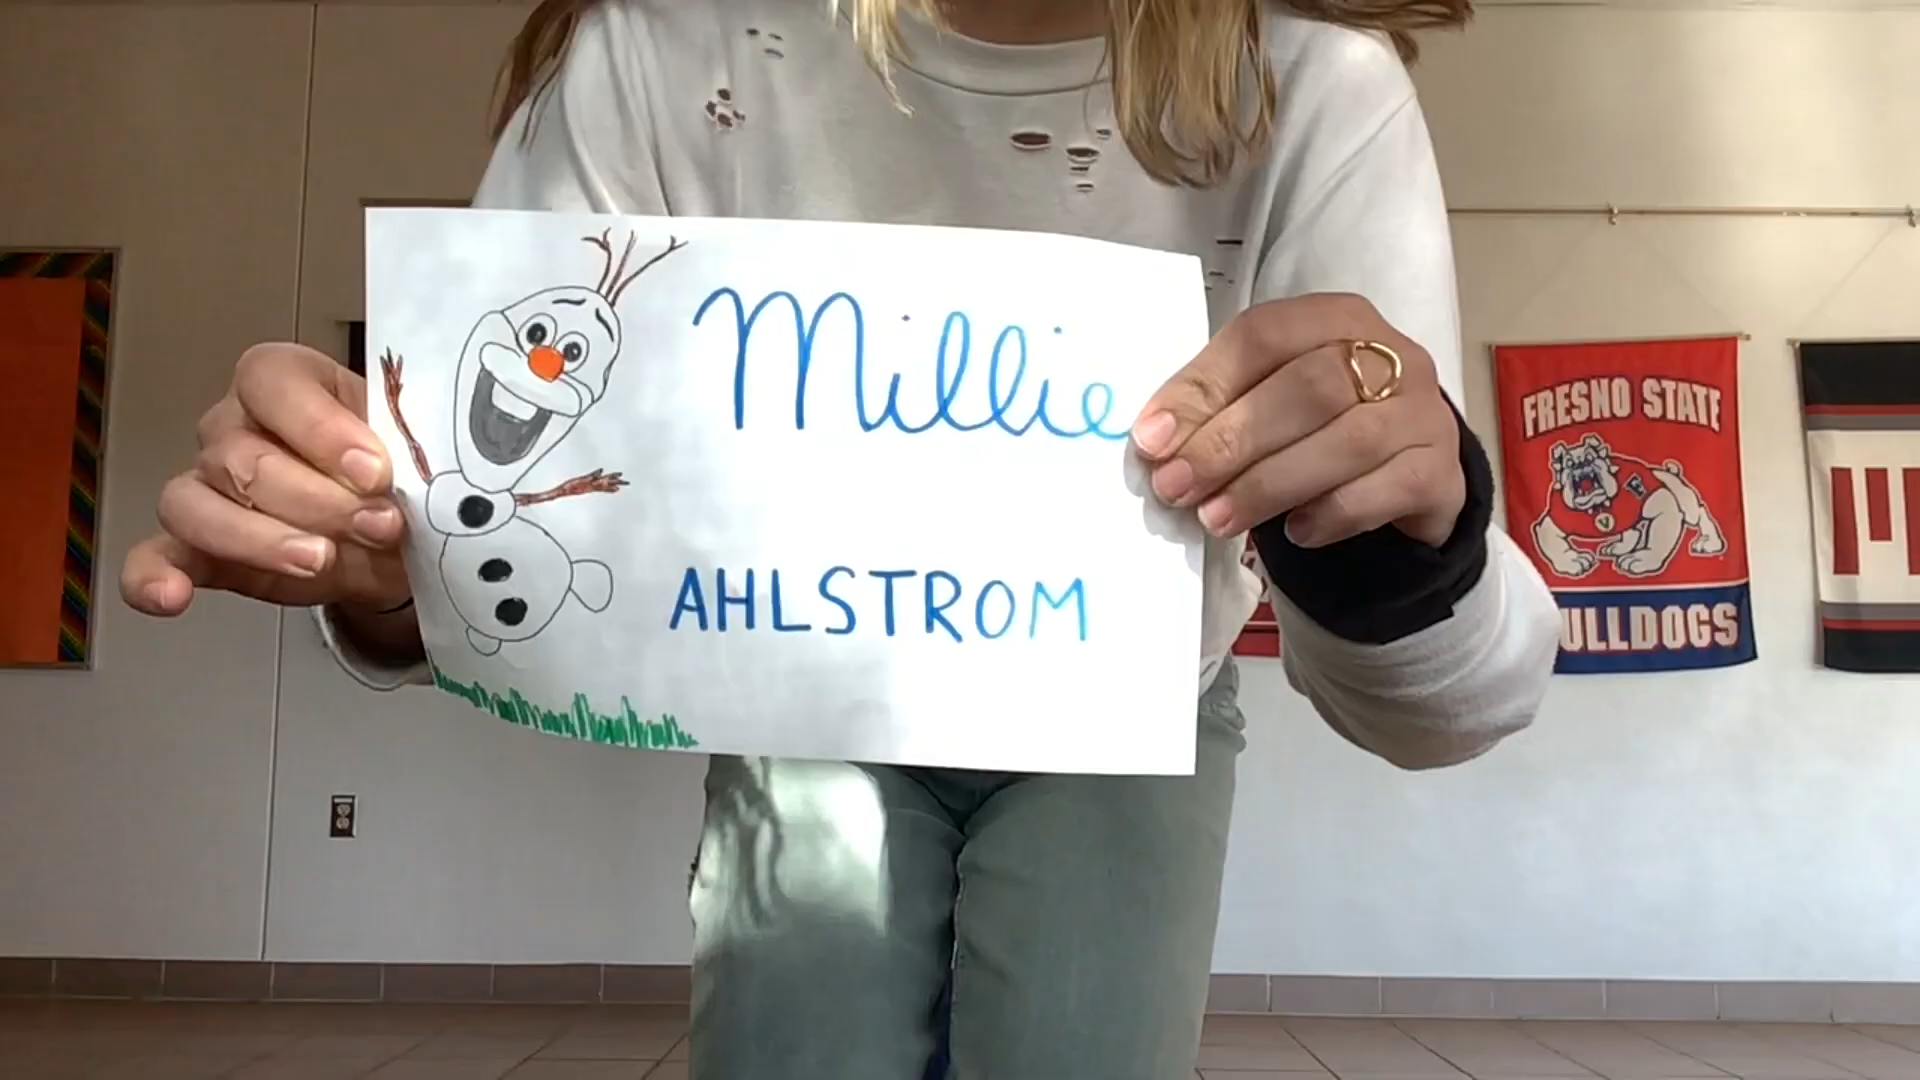 Millie
AHLSTROM
FRESNO STATE
F
V
ULLDOGS